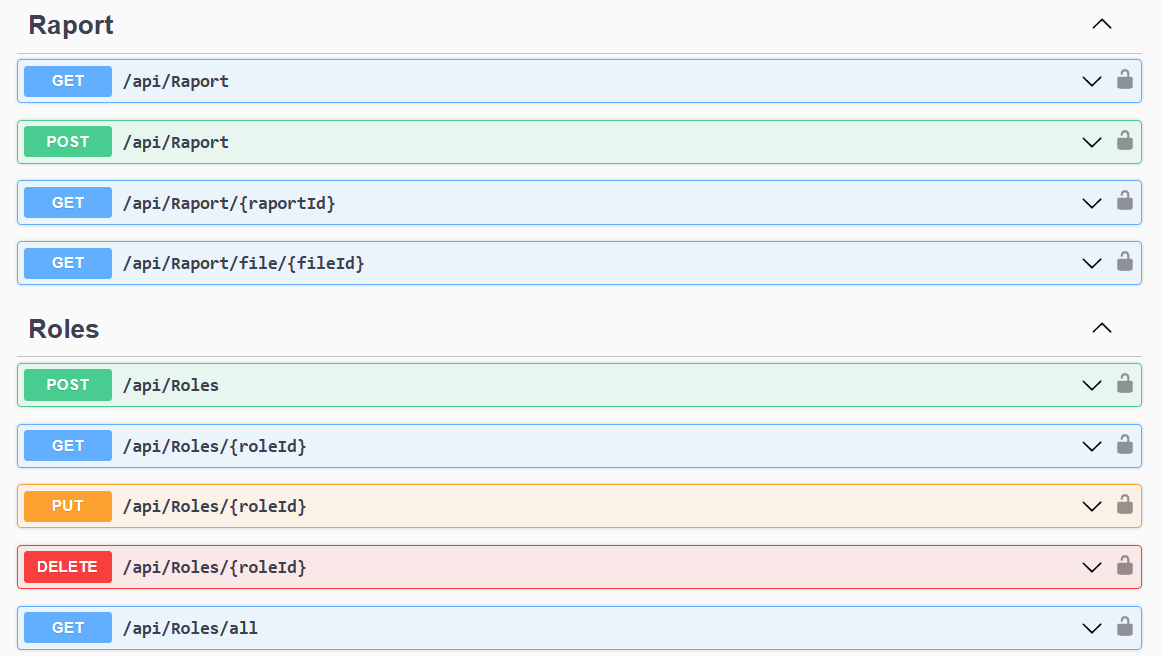 Raport
GET /api/Raport
POST /api/Raport
GET /api/Raport/{raportId}
GET /api/Raport/file/{fileId}
Roles
POST /api/Roles
GET /api/Roles/{roleId}
PUT /api/Roles/{roleId}
DELETE /api/Roles/{roleId}
GET /api/Roles/all